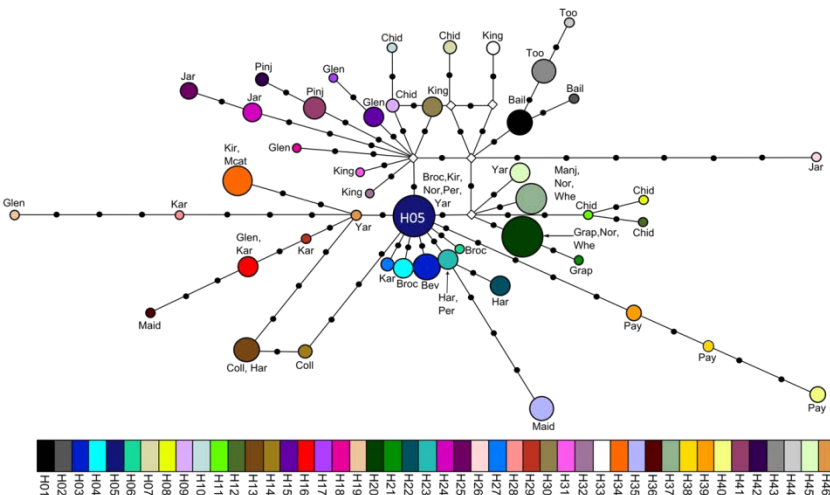 Too
Chid
Chid
King
Too
Pinj
Glen
Jar
Pinj
Chid
King
Bail
Jar
Glen
Bail
Glen
Kir,
Mcat
King
Jar
Broc,Kir,
Nor,Per,
Yar
Yar
Manj,
Nor,
Whe
King
Glen
Kar
Yar
H05
Chid
Chid
Chid
Glen,
Kar
Kar
Grap,Nor,
Whe
Broc
Grap
Kar
Broc
Bev
Har,
Per
Har
Maid
Pay
Coll, Har
Coll
Pay
Pay
Maid
H01
H02
H03
H04
H05
H06
H07
H08
H09
H10
H11
H12
H13
H14
H15
H16
H17
H18
H19
H20
H21
H22
H23
H24
H25
H26
H27
H28
H29
H30
H31
H32
H33
H34
H35
H36
H37
H38
H39
H40
H41
H42
H43
H44
H45
H46